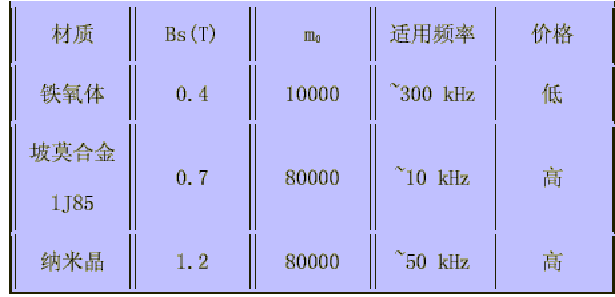 材质 Bs(T) m₀ 适用频率 价格
铁氧体 0.4 10000 ~300 kHz 低
坡莫合金
1J85 0.7 80000 ~10 kHz 高
纳米晶 1.2 80000 ~50 kHz 高